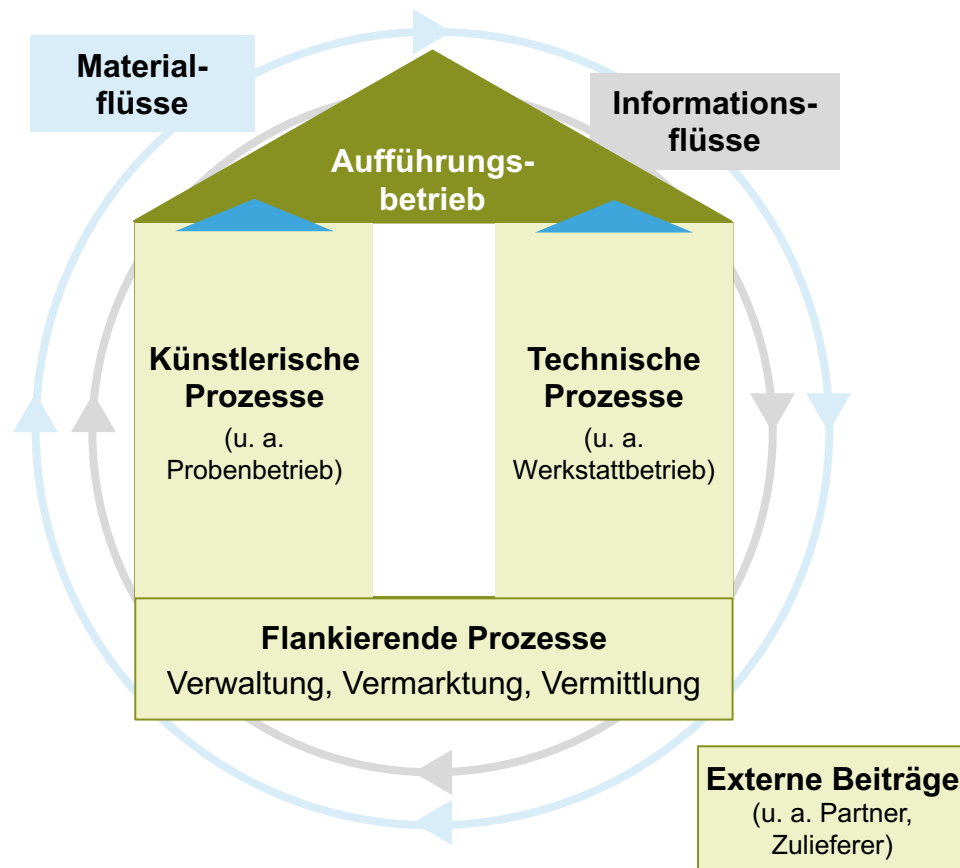 Material-
flüsse
Informations-
flüsse
Aufführungs-
betrieb
Künstlerische
Prozesse
(u. a.
Probenbetrieb)
Technische
Prozesse
(u. a.
Werkstattbetrieb)
Flankierende Prozesse
Verwaltung, Vermarktung, Vermittlung
Externe Beiträge
(u. a. Partner,
Zulieferer)